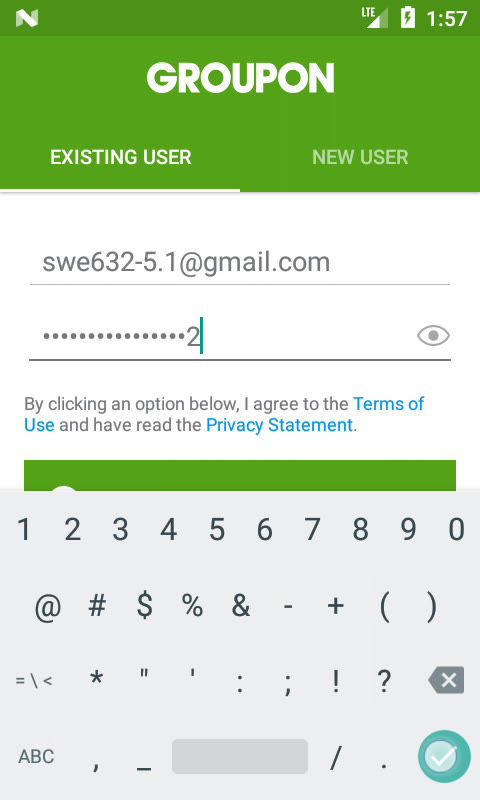 LTE 1:57
GROUPON
EXISTING USER NEW USER
swe632-5.1@gmail.com
••••••••••••••••2
By clicking an option below, I agree to the Terms of
Use and have read the Privacy Statement.
1 2 3 4 5 6 7 8 9 0
@ # $ % & - + ( )
= \ < * " ' : ; ! ?
ABC , _ / .